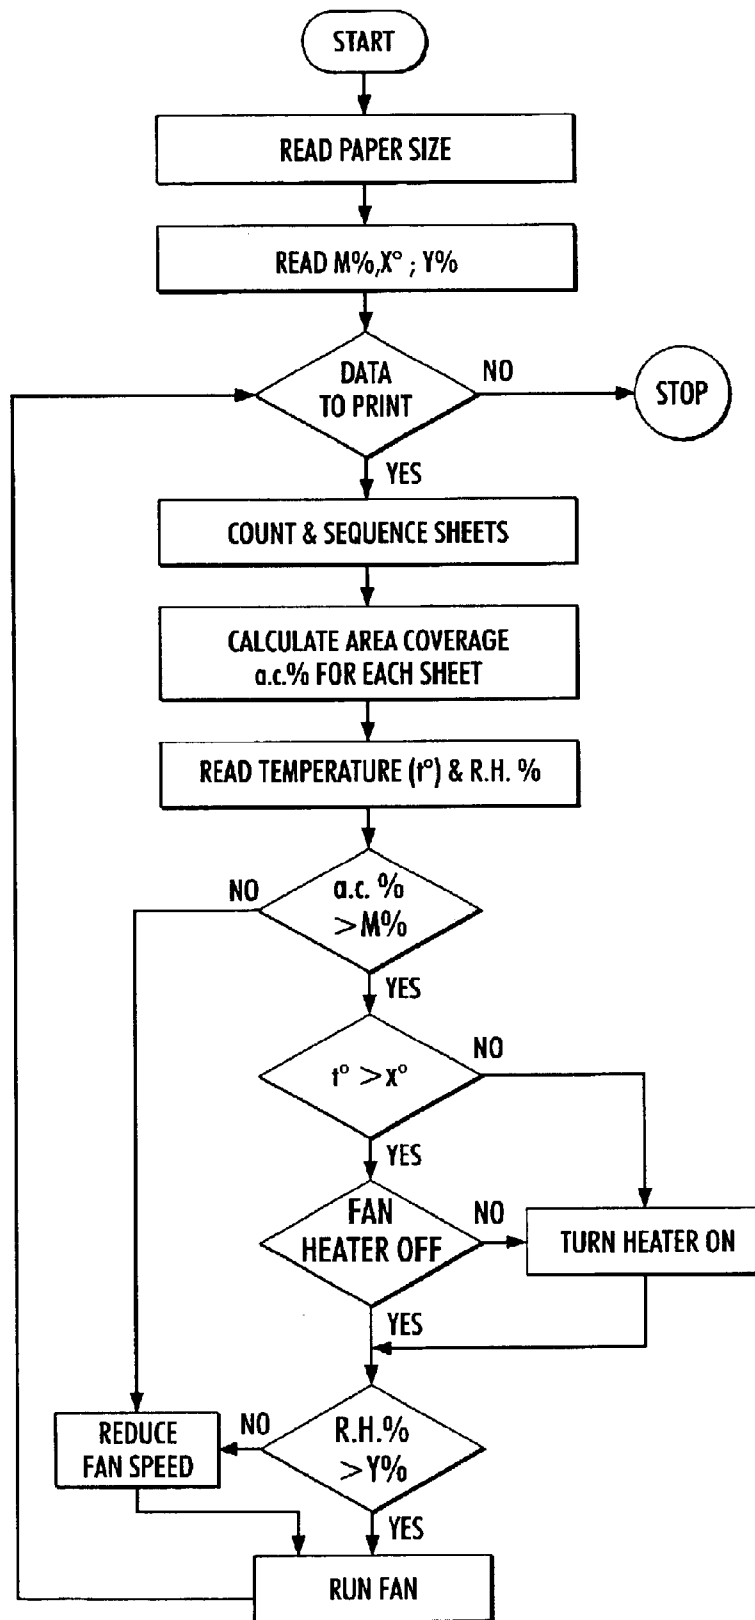 START
READ PAPER SIZE
READ M%,X° ; Y%
DATA
TO PRINT
NO
STOP
YES
COUNT & SEQUENCE SHEETS
CALCULATE AREA COVERAGE
a.c.% FOR EACH SHEET
READ TEMPERATURE (t°) & R.H. %
NO
a.c. %
>M%
YES
t° >x°
NO
YES
FAN
HEATER OFF
NO
TURN HEATER ON
YES
REDUCE
FAN SPEED
NO
R.H.%
>Y%
YES
RUN FAN